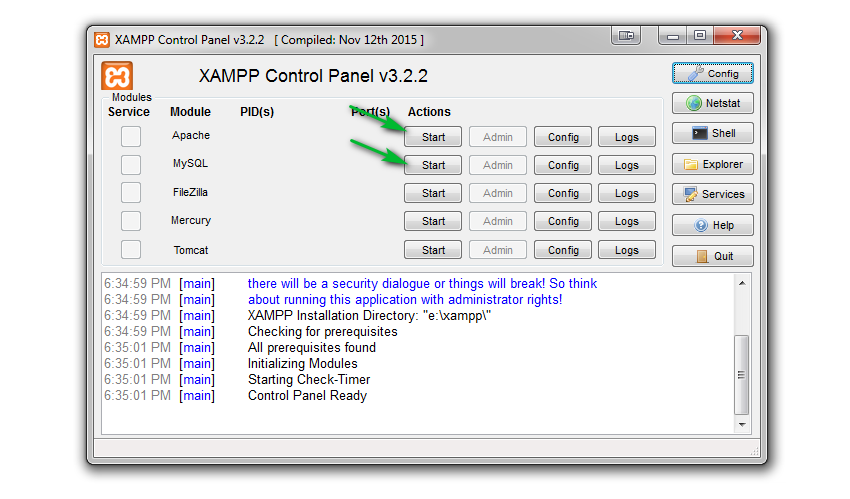 XAMPP Control Panel v3.2.2 [ Compiled: Nov 12th 2015 ]
XAMPP Control Panel v3.2.2
Config
Modules
Service Module PID(s) Port(s) Actions
Netstat
Apache Start Admin Config Logs
Shell
MySQL Start Admin Config Logs
Explorer
FileZilla Start Admin Config Logs
Services
Mercury Start Admin Config Logs
Help
Tomcat Start Admin Config Logs
Quit
6:34:59 PM [main] there will be a security dialogue or things will break! So think
6:34:59 PM [main] about running this application with administrator rights!
6:34:59 PM [main] XAMPP Installation Directory: "e:\xampp\"
6:34:59 PM [main] Checking for prerequisites
6:35:01 PM [main] All prerequisites found
6:35:01 PM [main] Initializing Modules
6:35:01 PM [main] Starting Check-Timer
6:35:01 PM [main] Control Panel Ready